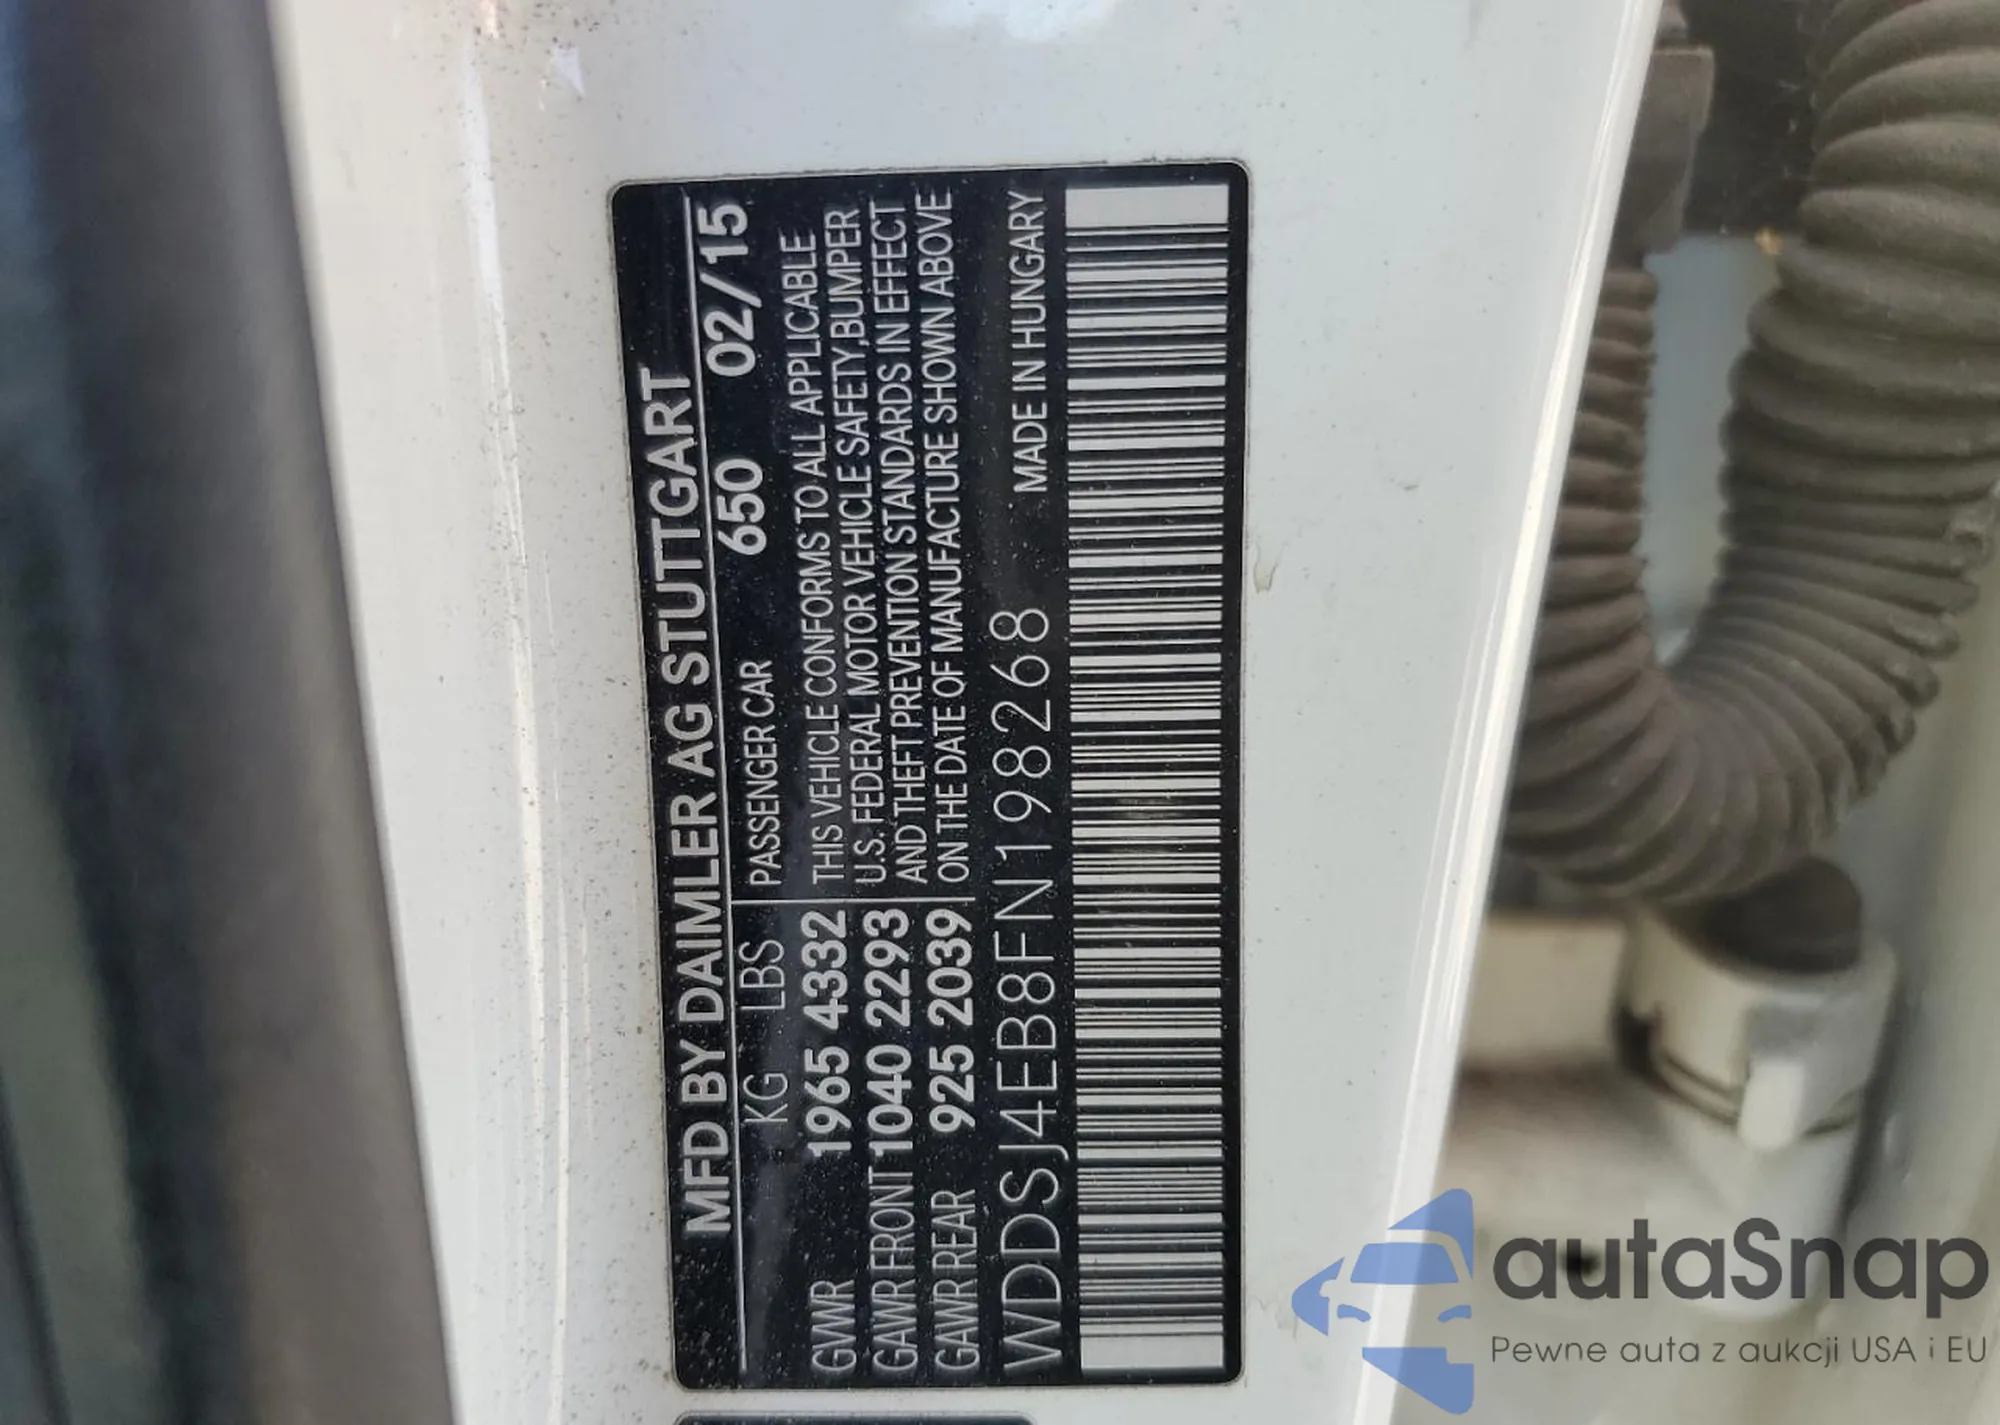 MFD BY DAIMLER AG STUTTGART
KG LBS PASSENGER CAR 650 02/15
GVWR 1965 4332 THIS VEHICLE CONFORMS TO ALL APPLICABLE
GAWR FRONT 1040 2293 U.S. FEDERAL MOTOR VEHICLE SAFETY,BUMPER
AND THEFT PREVENTION STANDARDS IN EFFECT
GAWR REAR 925 2039 ON THE DATE OF MANUFACTURE SHOWN ABOVE
WDDSJ4EB8FN198268 MADE IN HUNGARY
autaSnap
Pewne auta z aukcji USA i EU